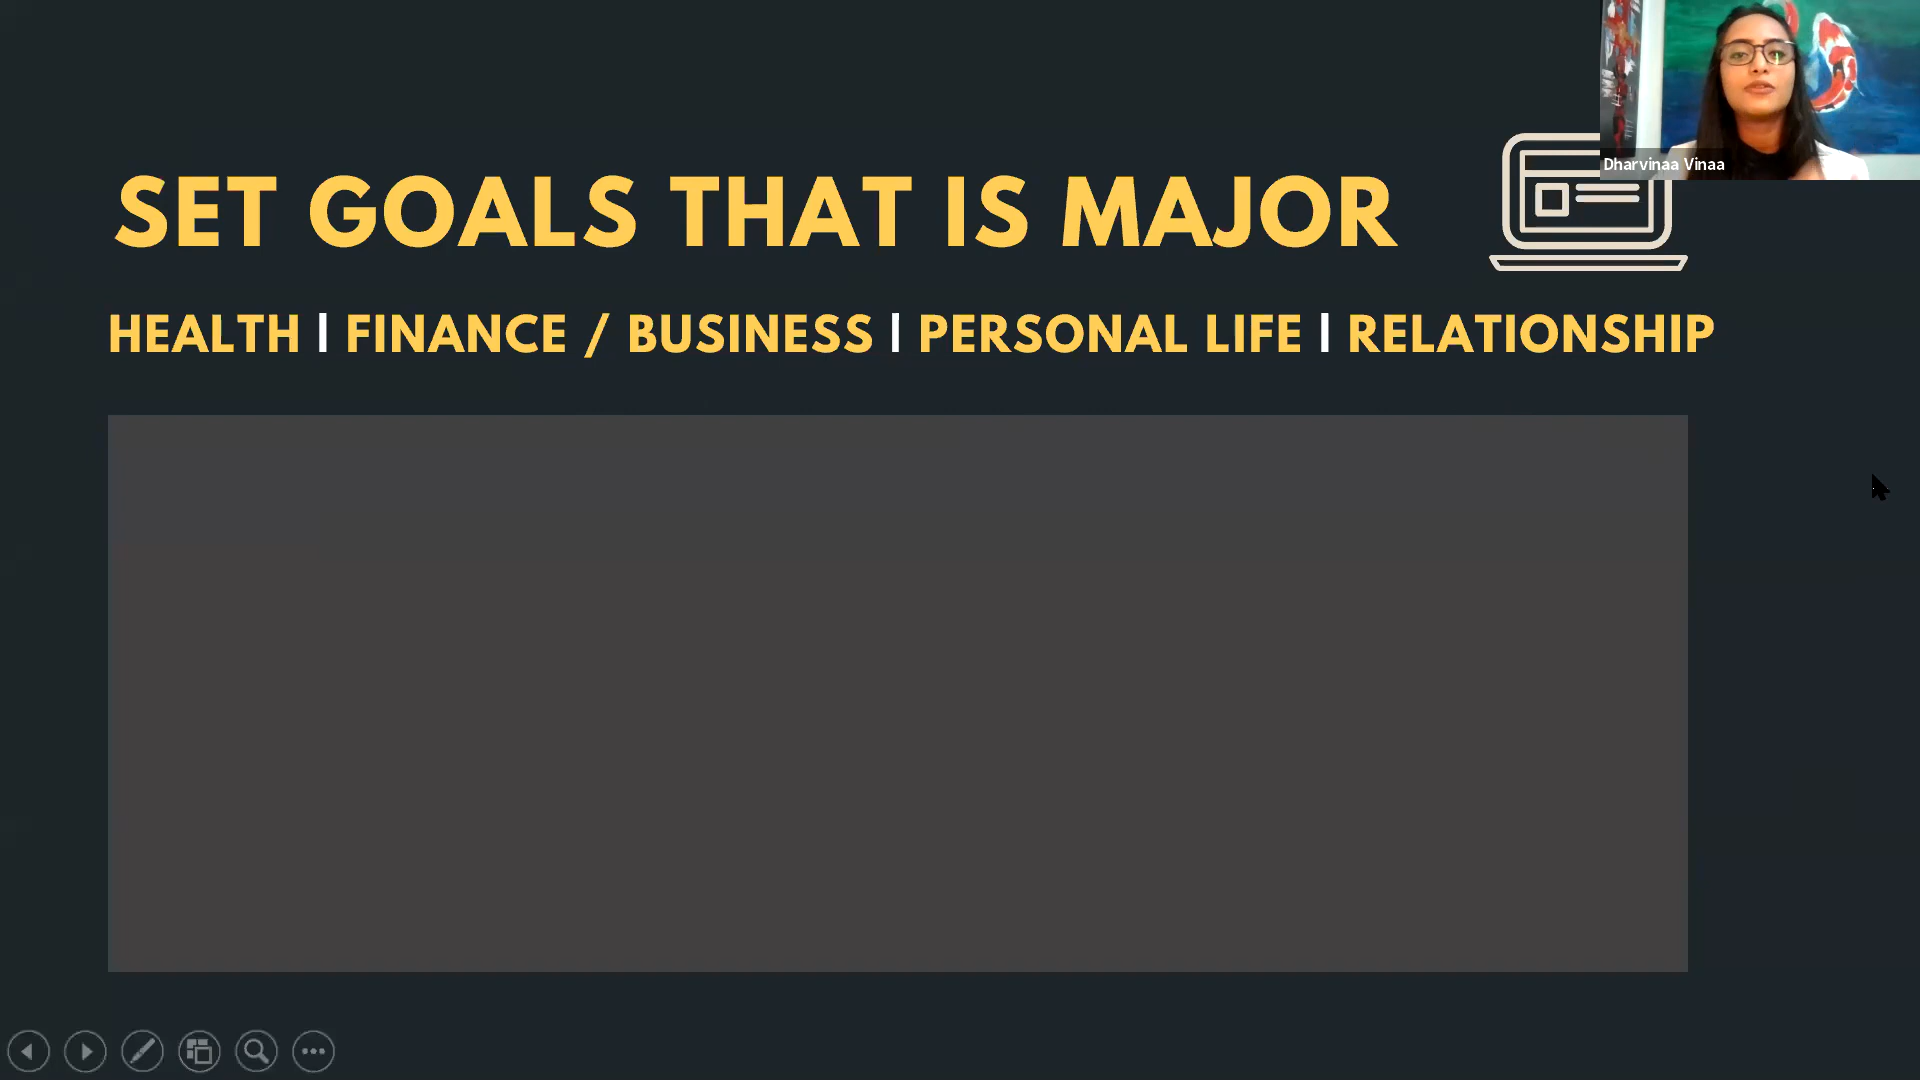 Dharvinaa Vinaa
SET GOALS THAT IS MAJOR
HEALTH | FINANCE / BUSINESS | PERSONAL LIFE | RELATIONSHIP